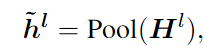 h̃ˡ = Pool(Hˡ),